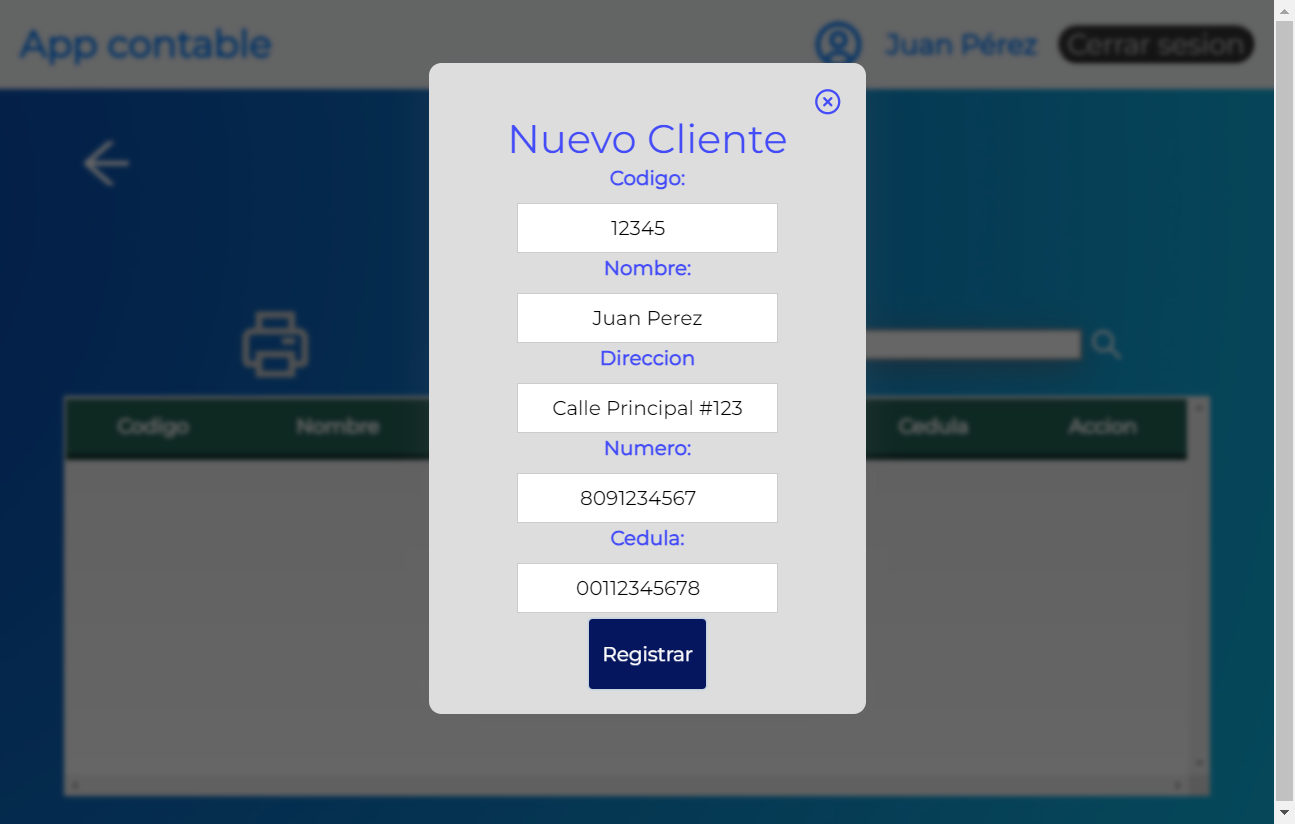 App contable
Juan Pérez
Cerrar sesion
Nuevo Cliente
Codigo:
12345
Nombre:
Juan Perez
Direccion
Calle Principal #123
Numero:
8091234567
Cedula:
00112345678
Registrar
Codigo
Nombre
Cedula
Accion